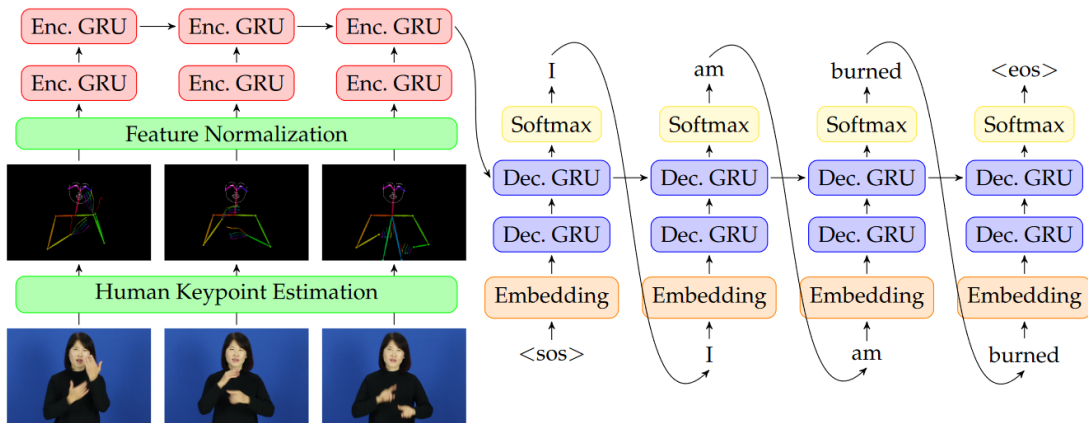 Enc. GRU Enc. GRU Enc. GRU
Enc. GRU Enc. GRU Enc. GRU
Feature Normalization
Human Keypoint Estimation
I am burned <eos>
Softmax Softmax Softmax Softmax
Dec. GRU Dec. GRU Dec. GRU Dec. GRU
Dec. GRU Dec. GRU Dec. GRU Dec. GRU
Embedding Embedding Embedding Embedding
<sos> I am burned